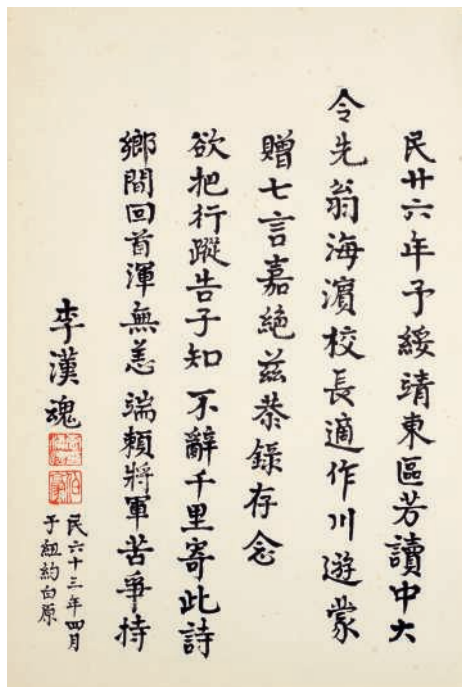 民廿六年予綏靖東區芳讀中大
令先翁海濱校長適作川遊蒙
贈七言嘉絕茲恭錄存念
欲把行蹤告子知 不辭千里寄此詩
鄉間回首渾無恙 端賴將軍苦爭持
李漢魂
民六十三年四月
于紐約白原